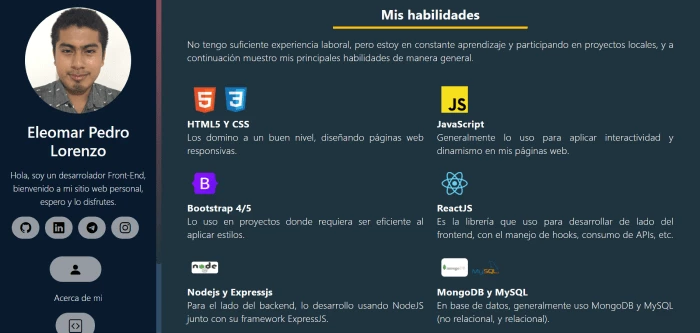 Eleomar Pedro
Lorenzo
Hola, soy un desarrolador Front-End,
bienvenido a mi sitio web personal,
espero y lo disfrutes.
Acerca de mi
Mis habilidades
No tengo suficiente experiencia laboral, pero estoy en constante aprendizaje y participando en proyectos locales, y a
continuación muestro mis principales habilidades de manera general.
5 3
HTML5 Y CSS
Los domino a un buen nivel, diseñando páginas web
responsivas.
JS
JavaScript
Generalmente lo uso para aplicar interactividad y
dinamismo en mis páginas web.
B
Bootstrap 4/5
Lo uso en proyectos donde requiera ser eficiente al
aplicar estilos.
ReactJS
Es la librería que uso para desarrollar de lado del
frontend, con el manejo de hooks, consumo de APIs, etc.
node
Nodejs y Expressjs
Para el lado del backend, lo desarrollo usando NodeJS
junto con su framework ExpressJS.
mongoDB MySQL
MongoDB y MySQL
En base de datos, generalmente uso MongoDB y MySQL
(no relacional, y relacional).